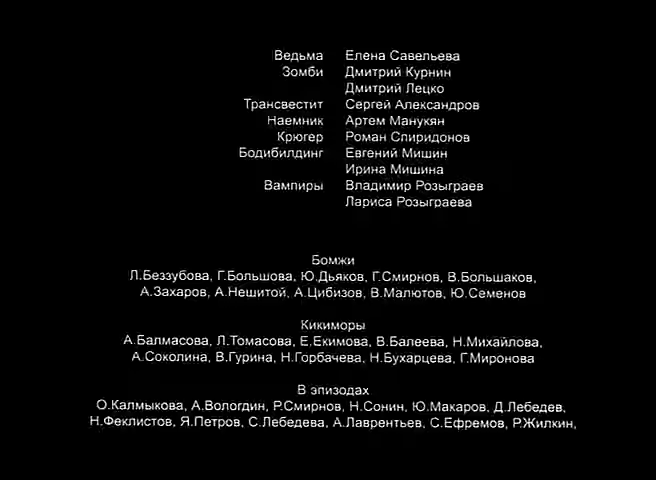 Ведьма Елена Савельева
Зомби Дмитрий Курнин
Дмитрий Лецко
Трансвестит Сергей Александров
Наемник Артем Манукян
Крюгер Роман Спиридонов
Бодибилдинг Евгений Мишин
Ирина Мишина
Вампиры Владимир Розыграев
Лариса Розыграева
Бомжи
Л.Беззубова, Г.Большова, Ю.Дьяков, Г.Смирнов, В.Большаков,
А.Захаров, А.Нешитой, А.Цибизов, В.Малютов, Ю.Семенов
Кикиморы
А.Балмасова, Л.Томасова, Е.Екимова, В.Балеева, Н.Михайлова,
А.Соколина, В.Гурина, Н.Горбачева, Н.Бухарцева, Г.Миронова
В эпизодах
О.Калмыкова, А.Вологдин, Р.Смирнов, Н.Сонин, Ю.Макаров, Д.Лебедев,
Н.Феклистов, Я.Петров, С.Лебедева, А.Лаврентьев, С.Ефремов, Р.Жилкин,